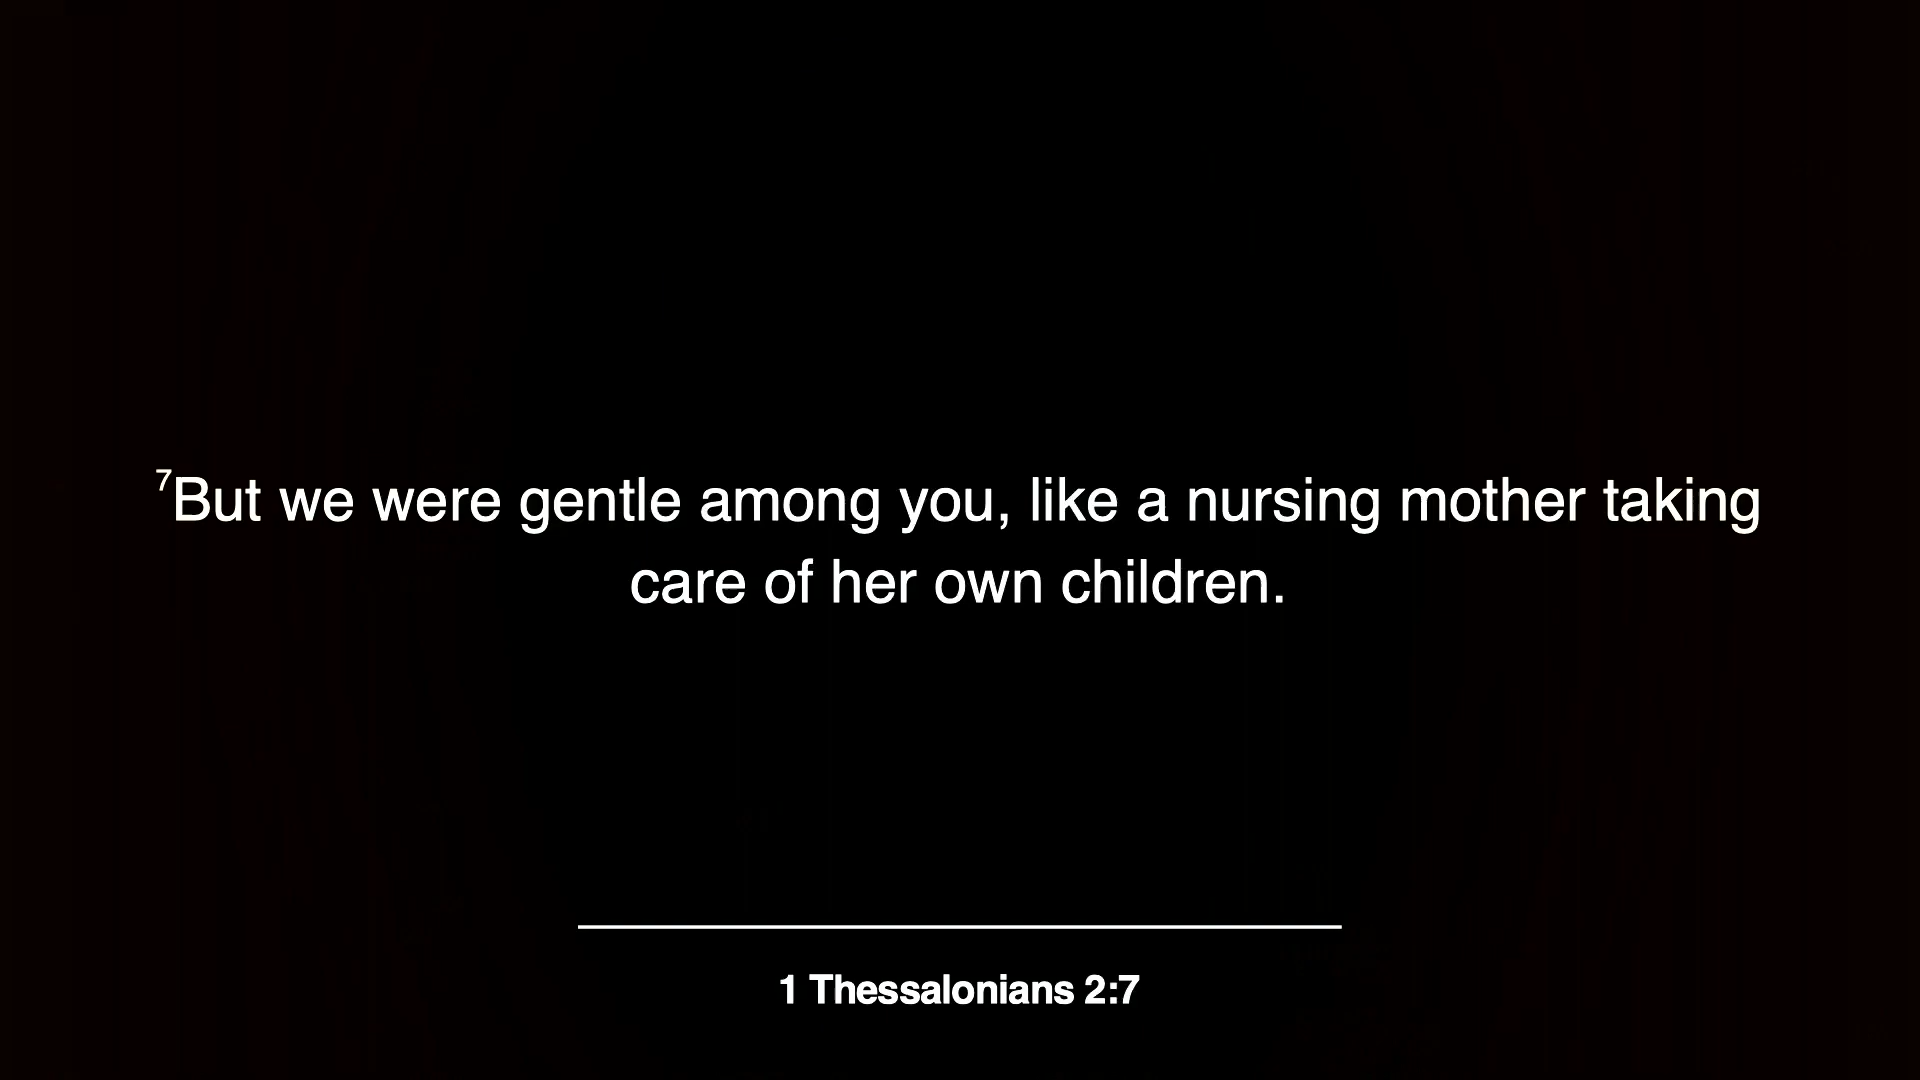 ⁷But we were gentle among you, like a nursing mother taking
care of her own children.
1 Thessalonians 2:7